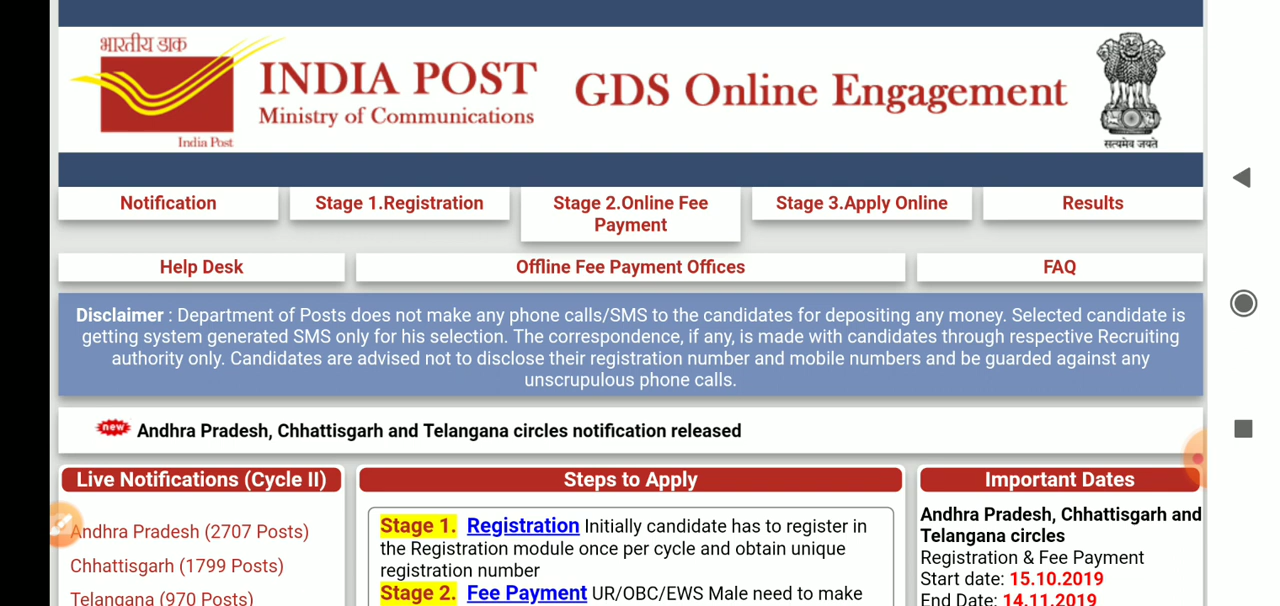 भारतीय डाक
India Post
INDIA POST
Ministry of Communications
GDS Online Engagement
सत्यमेव जयते
Notification
Stage 1.Registration
Stage 2.Online Fee
Payment
Stage 3.Apply Online
Results
Help Desk
Offline Fee Payment Offices
FAQ
Disclaimer : Department of Posts does not make any phone calls/SMS to the candidates for depositing any money. Selected candidate is
getting system generated SMS only for his selection. The correspondence, if any, is made with candidates through respective Recruiting
authority only. Candidates are advised not to disclose their registration number and mobile numbers and be guarded against any
unscrupulous phone calls.
new Andhra Pradesh, Chhattisgarh and Telangana circles notification released
Live Notifications (Cycle II)
Andhra Pradesh (2707 Posts)
Chhattisgarh (1799 Posts)
Telangana (970 Posts)
Steps to Apply
Stage 1. Registration Initially candidate has to register in
the Registration module once per cycle and obtain unique
registration number
Stage 2. Fee Payment UR/OBC/EWS Male need to make
Important Dates
Andhra Pradesh, Chhattisgarh and
Telangana circles
Registration & Fee Payment
Start date: 15.10.2019
End Date: 14.11.2019